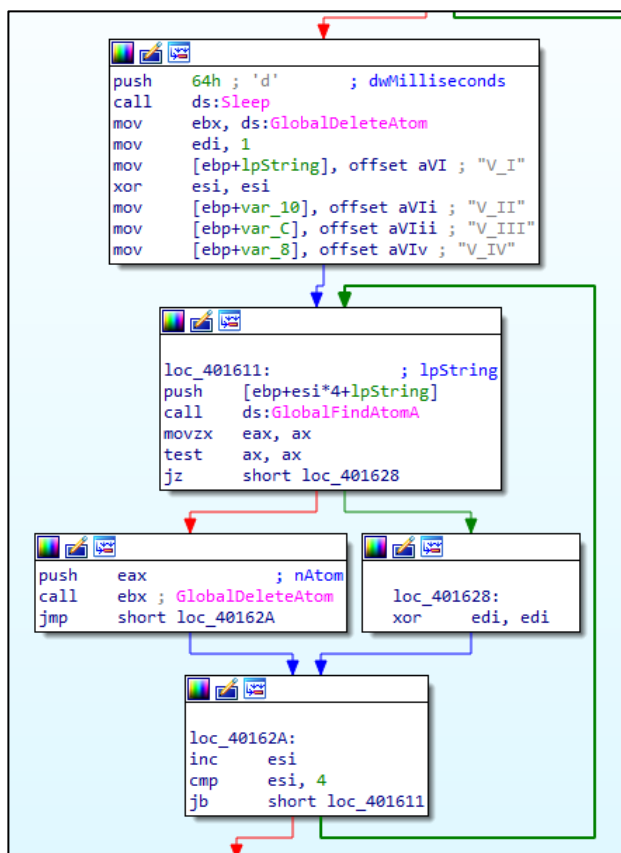 push 64h ; 'd' ; dwMilliseconds
call ds:Sleep
mov ebx, ds:GlobalDeleteAtom
mov edi, 1
mov [ebp+lpString], offset aVI ; "V_I"
xor esi, esi
mov [ebp+var_10], offset aVIi ; "V_II"
mov [ebp+var_C], offset aVIii ; "V_III"
mov [ebp+var_8], offset aVIv ; "V_IV"
loc_401611: ; lpString
push [ebp+esi*4+lpString]
call ds:GlobalFindAtomA
movzx eax, ax
test ax, ax
jz short loc_401628
push eax ; nAtom
call ebx ; GlobalDeleteAtom
jmp short loc_40162A
loc_401628:
xor edi, edi
loc_40162A:
inc esi
cmp esi, 4
jb short loc_401611